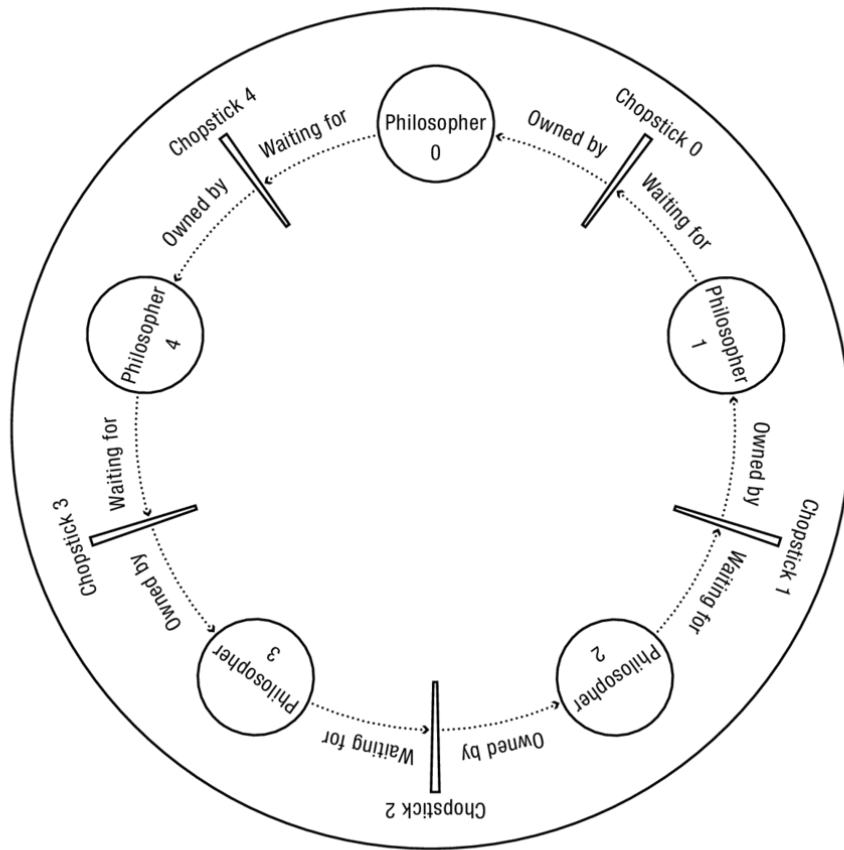 Philosopher
0
Owned by
Chopstick 0
Waiting for
Philosopher
1
Owned by
Chopstick 1
Waiting for
Philosopher
2
Owned by
Chopstick 2
Waiting for
Philosopher
3
Owned by
Chopstick 3
Waiting for
Philosopher
4
Owned by
Chopstick 4
Waiting for